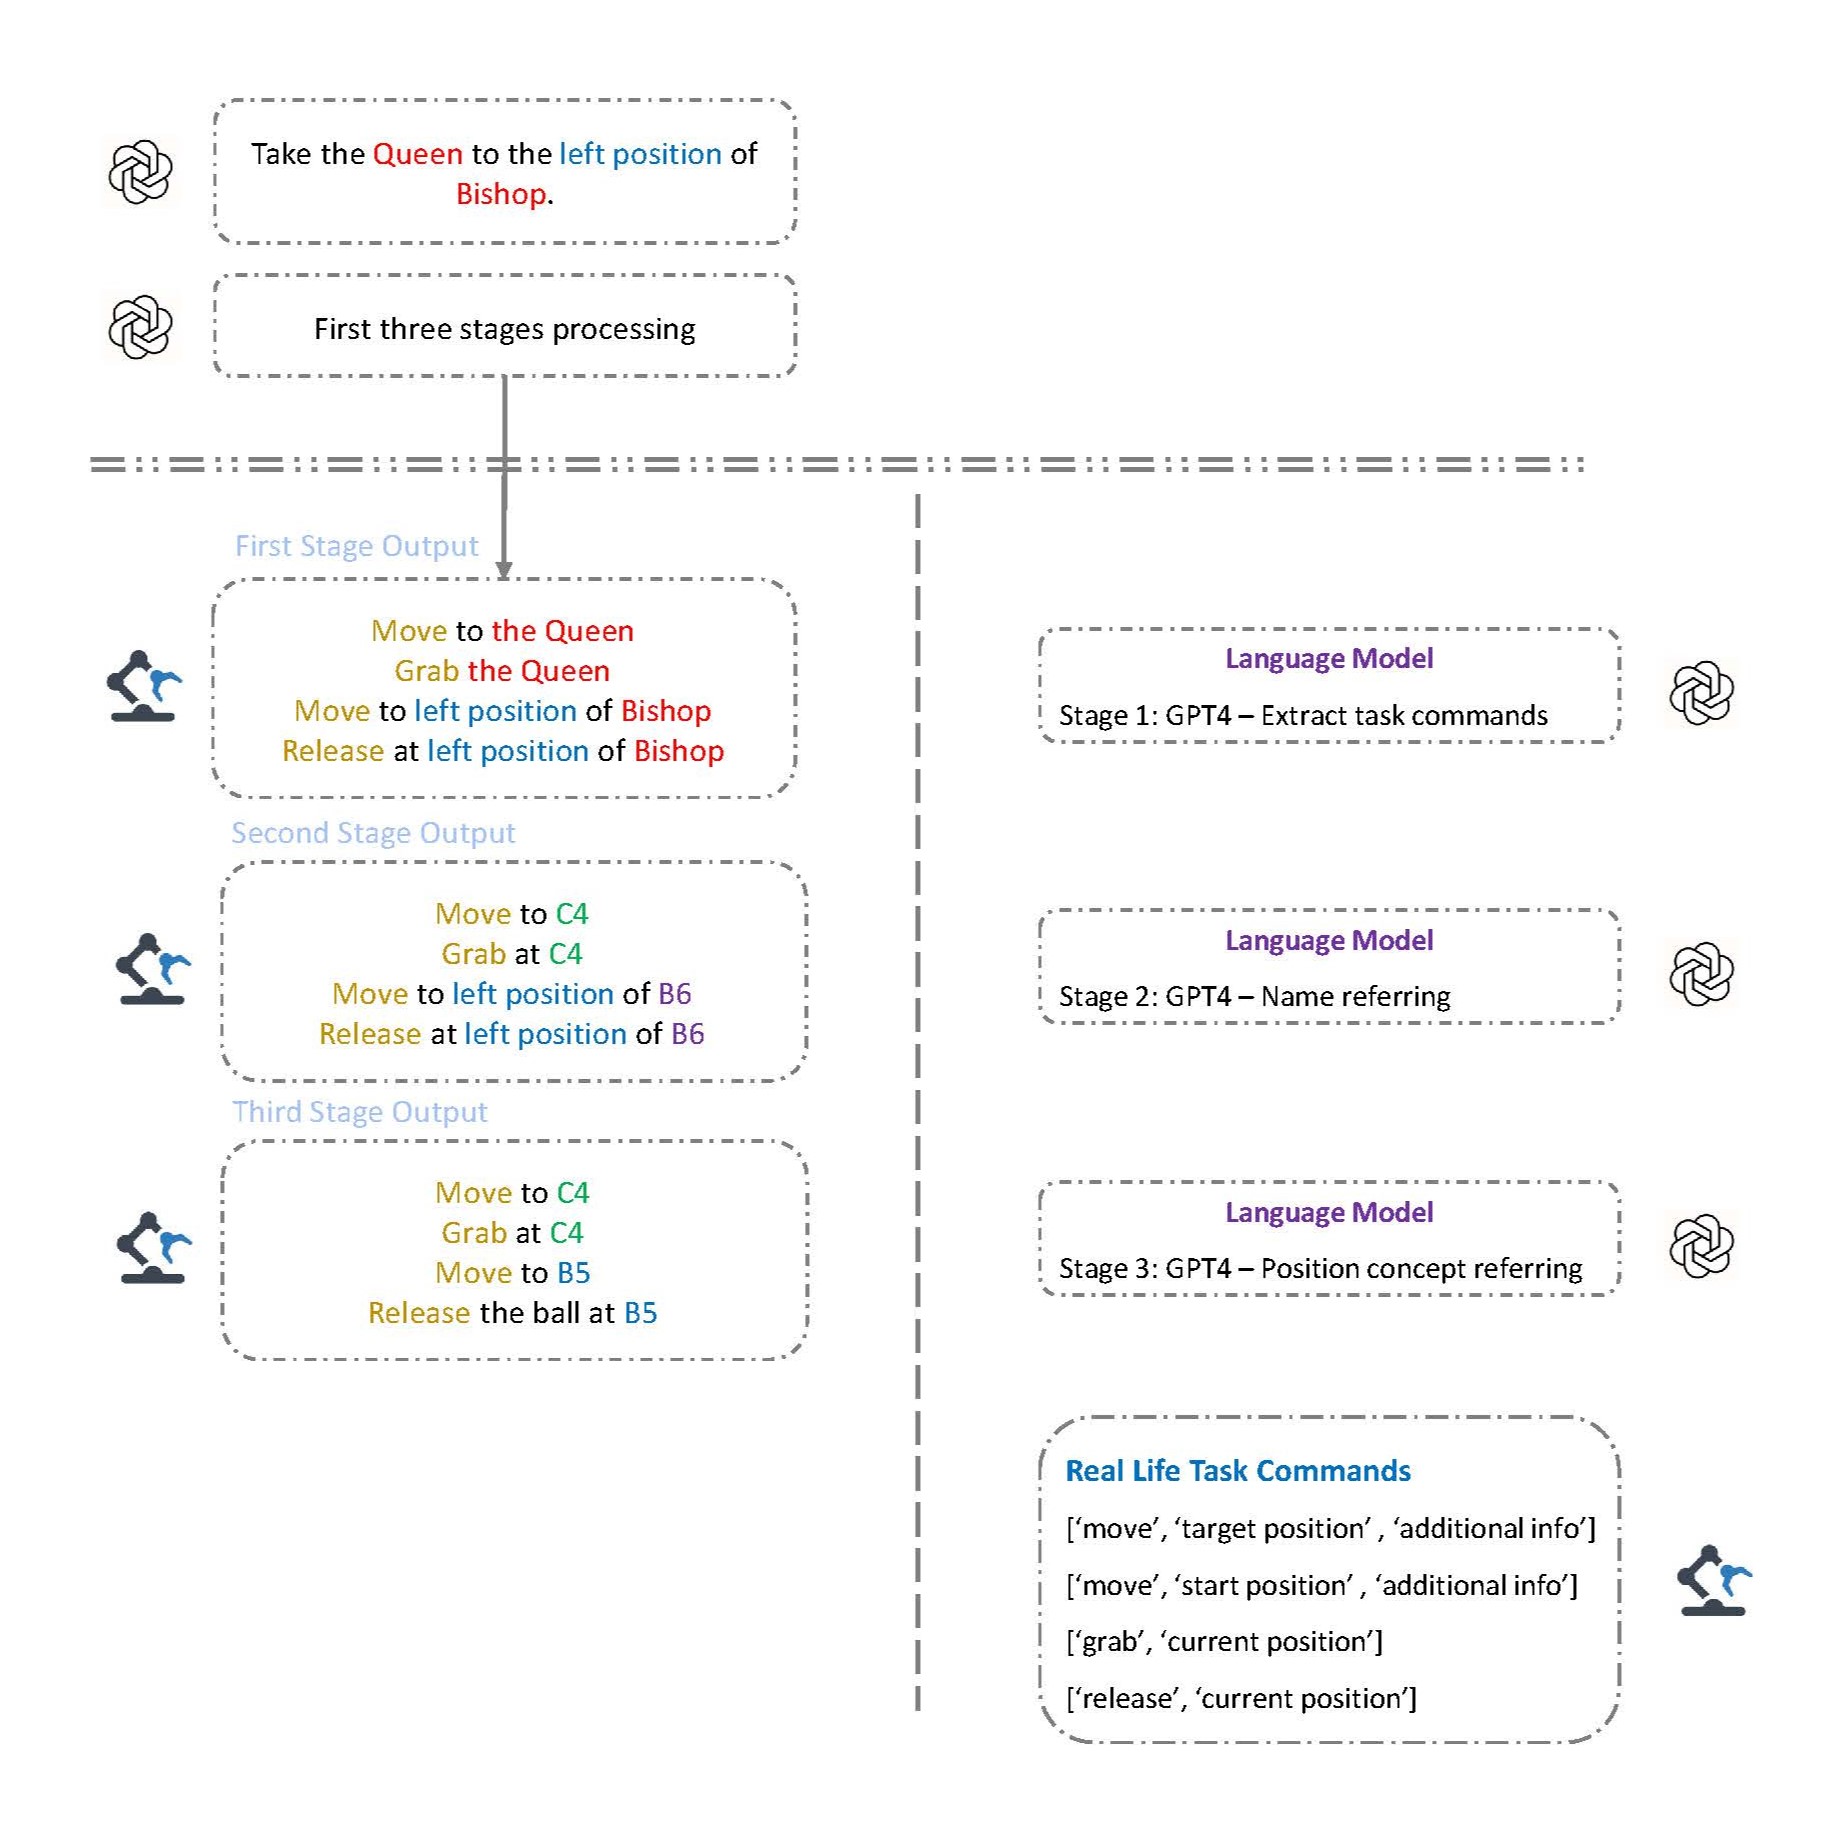 Take the Queen to the left position of
Bishop.
First three stages processing
First Stage Output
Move to the Queen
Grab the Queen
Move to left position of Bishop
Release at left position of Bishop
Language Model
Stage 1: GPT4 – Extract task commands
Second Stage Output
Move to C4
Grab at C4
Move to left position of B6
Release at left position of B6
Language Model
Stage 2: GPT4 – Name referring
Third Stage Output
Move to C4
Grab at C4
Move to B5
Release the ball at B5
Language Model
Stage 3: GPT4 – Position concept referring
Real Life Task Commands
[‘move’, ‘target position’ , ‘additional info’]
[‘move’, ‘start position’ , ‘additional info’]
[‘grab’, ‘current position’]
[‘release’, ‘current position’]